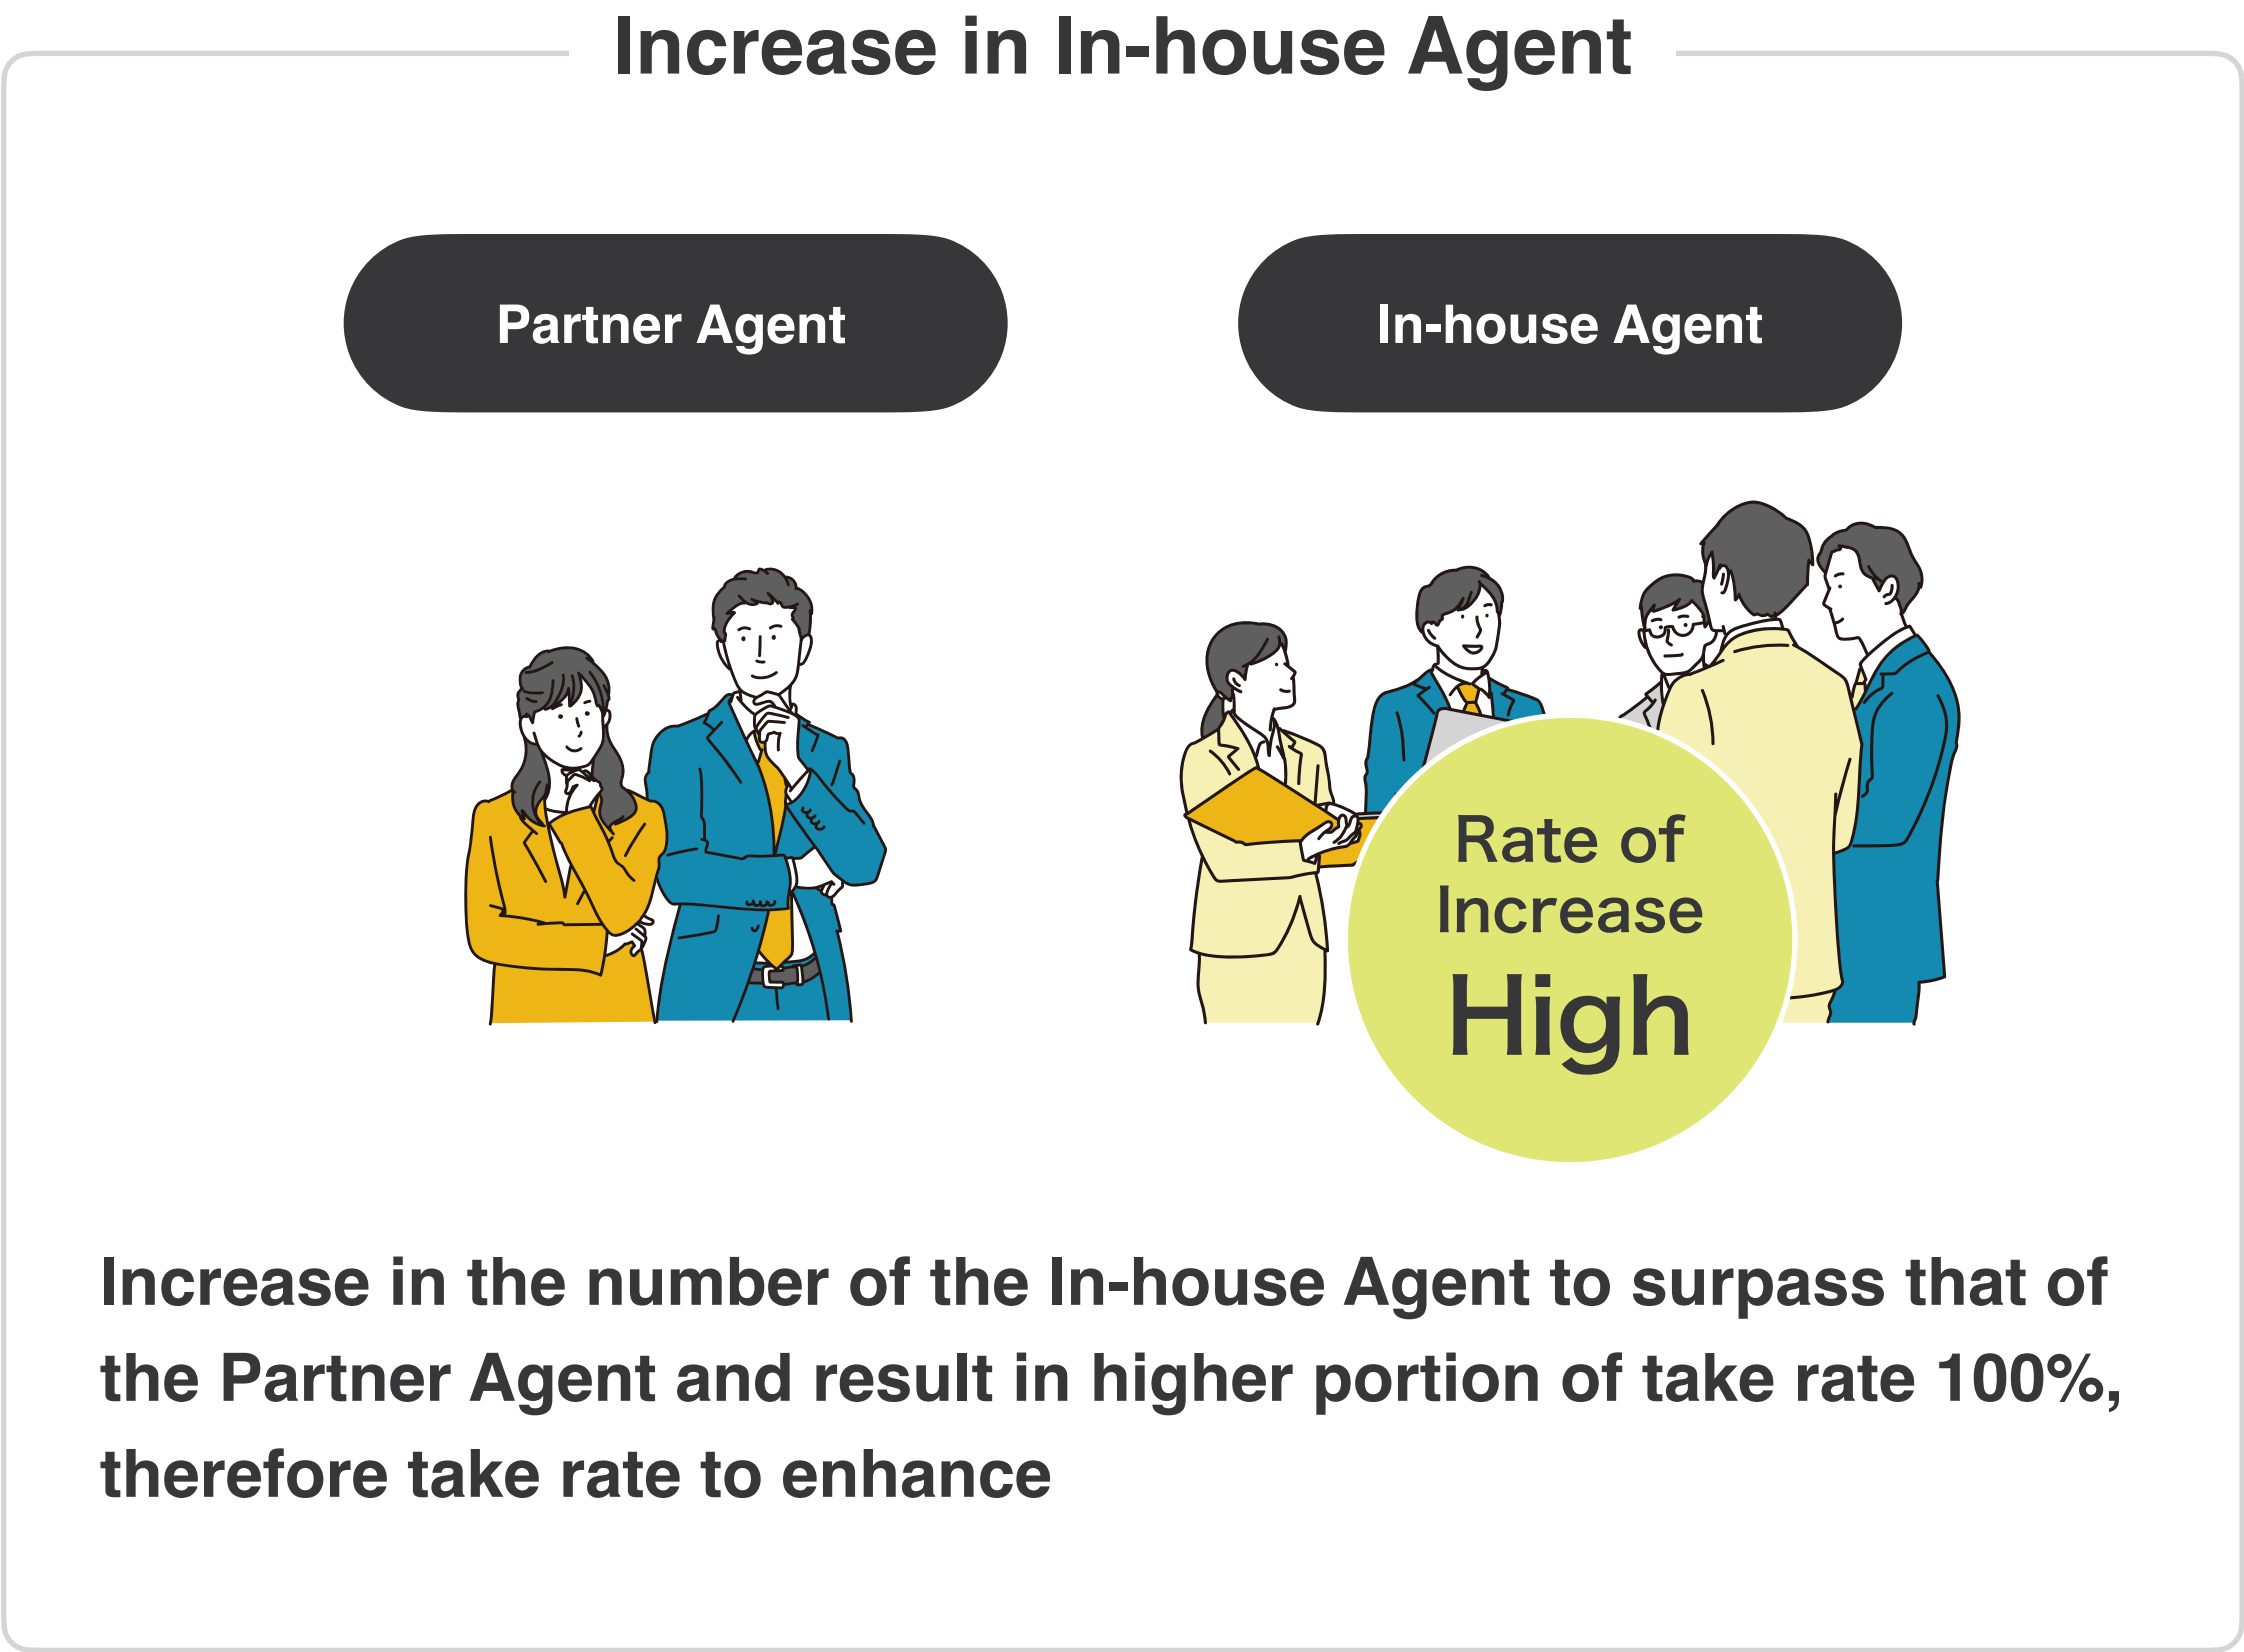 Increase in In-house Agent
Partner Agent
In-house Agent
Rate of
Increase
High
Increase in the number of the In-house Agent to surpass that of
the Partner Agent and result in higher portion of take rate 100%,
therefore take rate to enhance